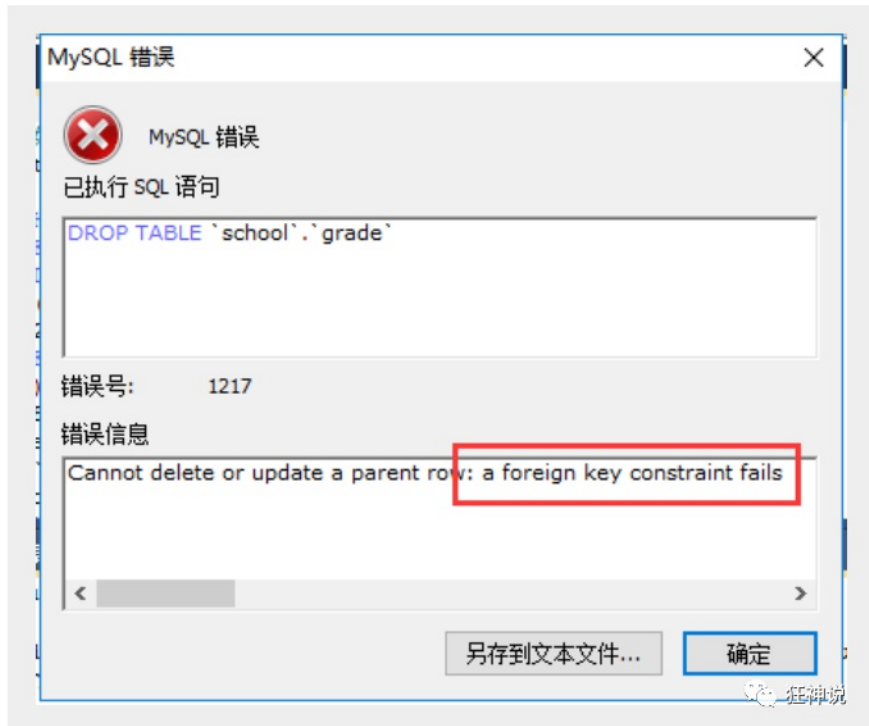 MySQL 错误
MySQL 错误
已执行 SQL 语句
DROP TABLE `school`.`grade`
错误号: 1217
错误信息
Cannot delete or update a parent row: a foreign key constraint fails
另存到文本文件...
确定
狂神说